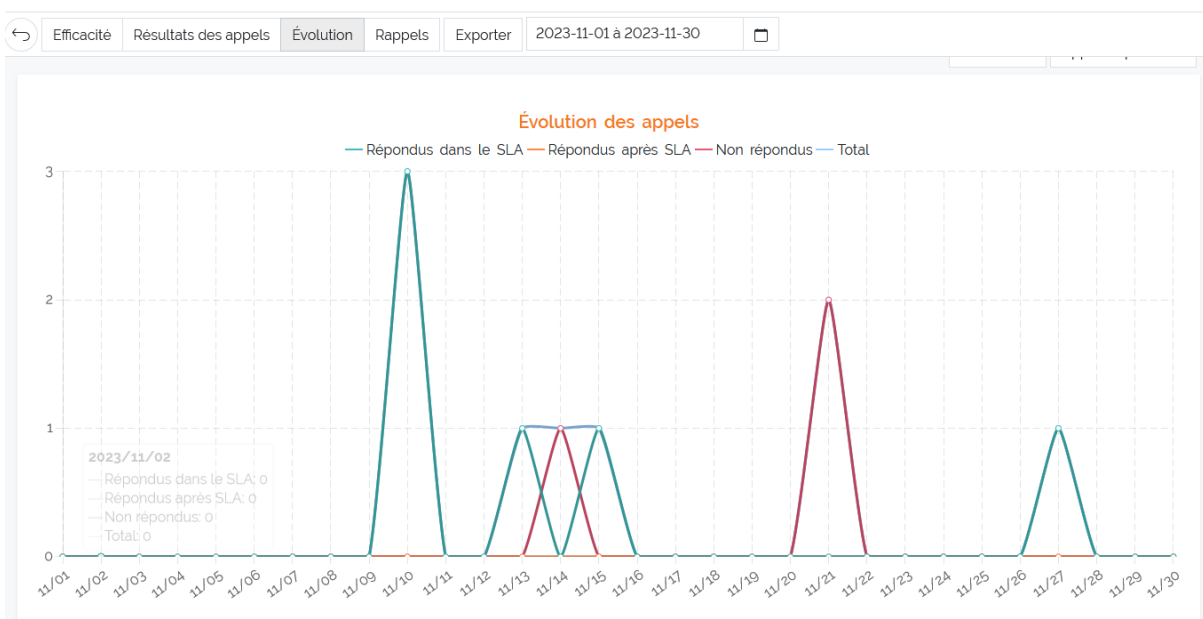 Efficacité Résultats des appels Évolution Rappels Exporter 2023-11-01 à 2023-11-30
Évolution des appels
Répondus dans le SLA Répondus après SLA Non répondus Total
3
2
1
2023/11/02
Répondus dans le SLA: 0
Répondus après SLA: 0
Non répondus: 0
Total: 0
0
11/01 11/02 11/03 11/04 11/05 11/06 11/07 11/08 11/09 11/10 11/11 11/12 11/13 11/14 11/15 11/16 11/17 11/18 11/19 11/20 11/21 11/22 11/23 11/24 11/25 11/26 11/27 11/28 11/29 11/30